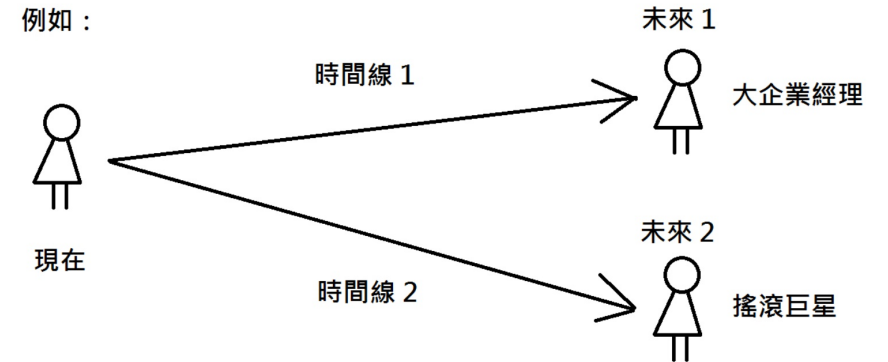 例如：
未來 1
時間線 1
大企業經理
現在
未來 2
時間線 2
搖滾巨星